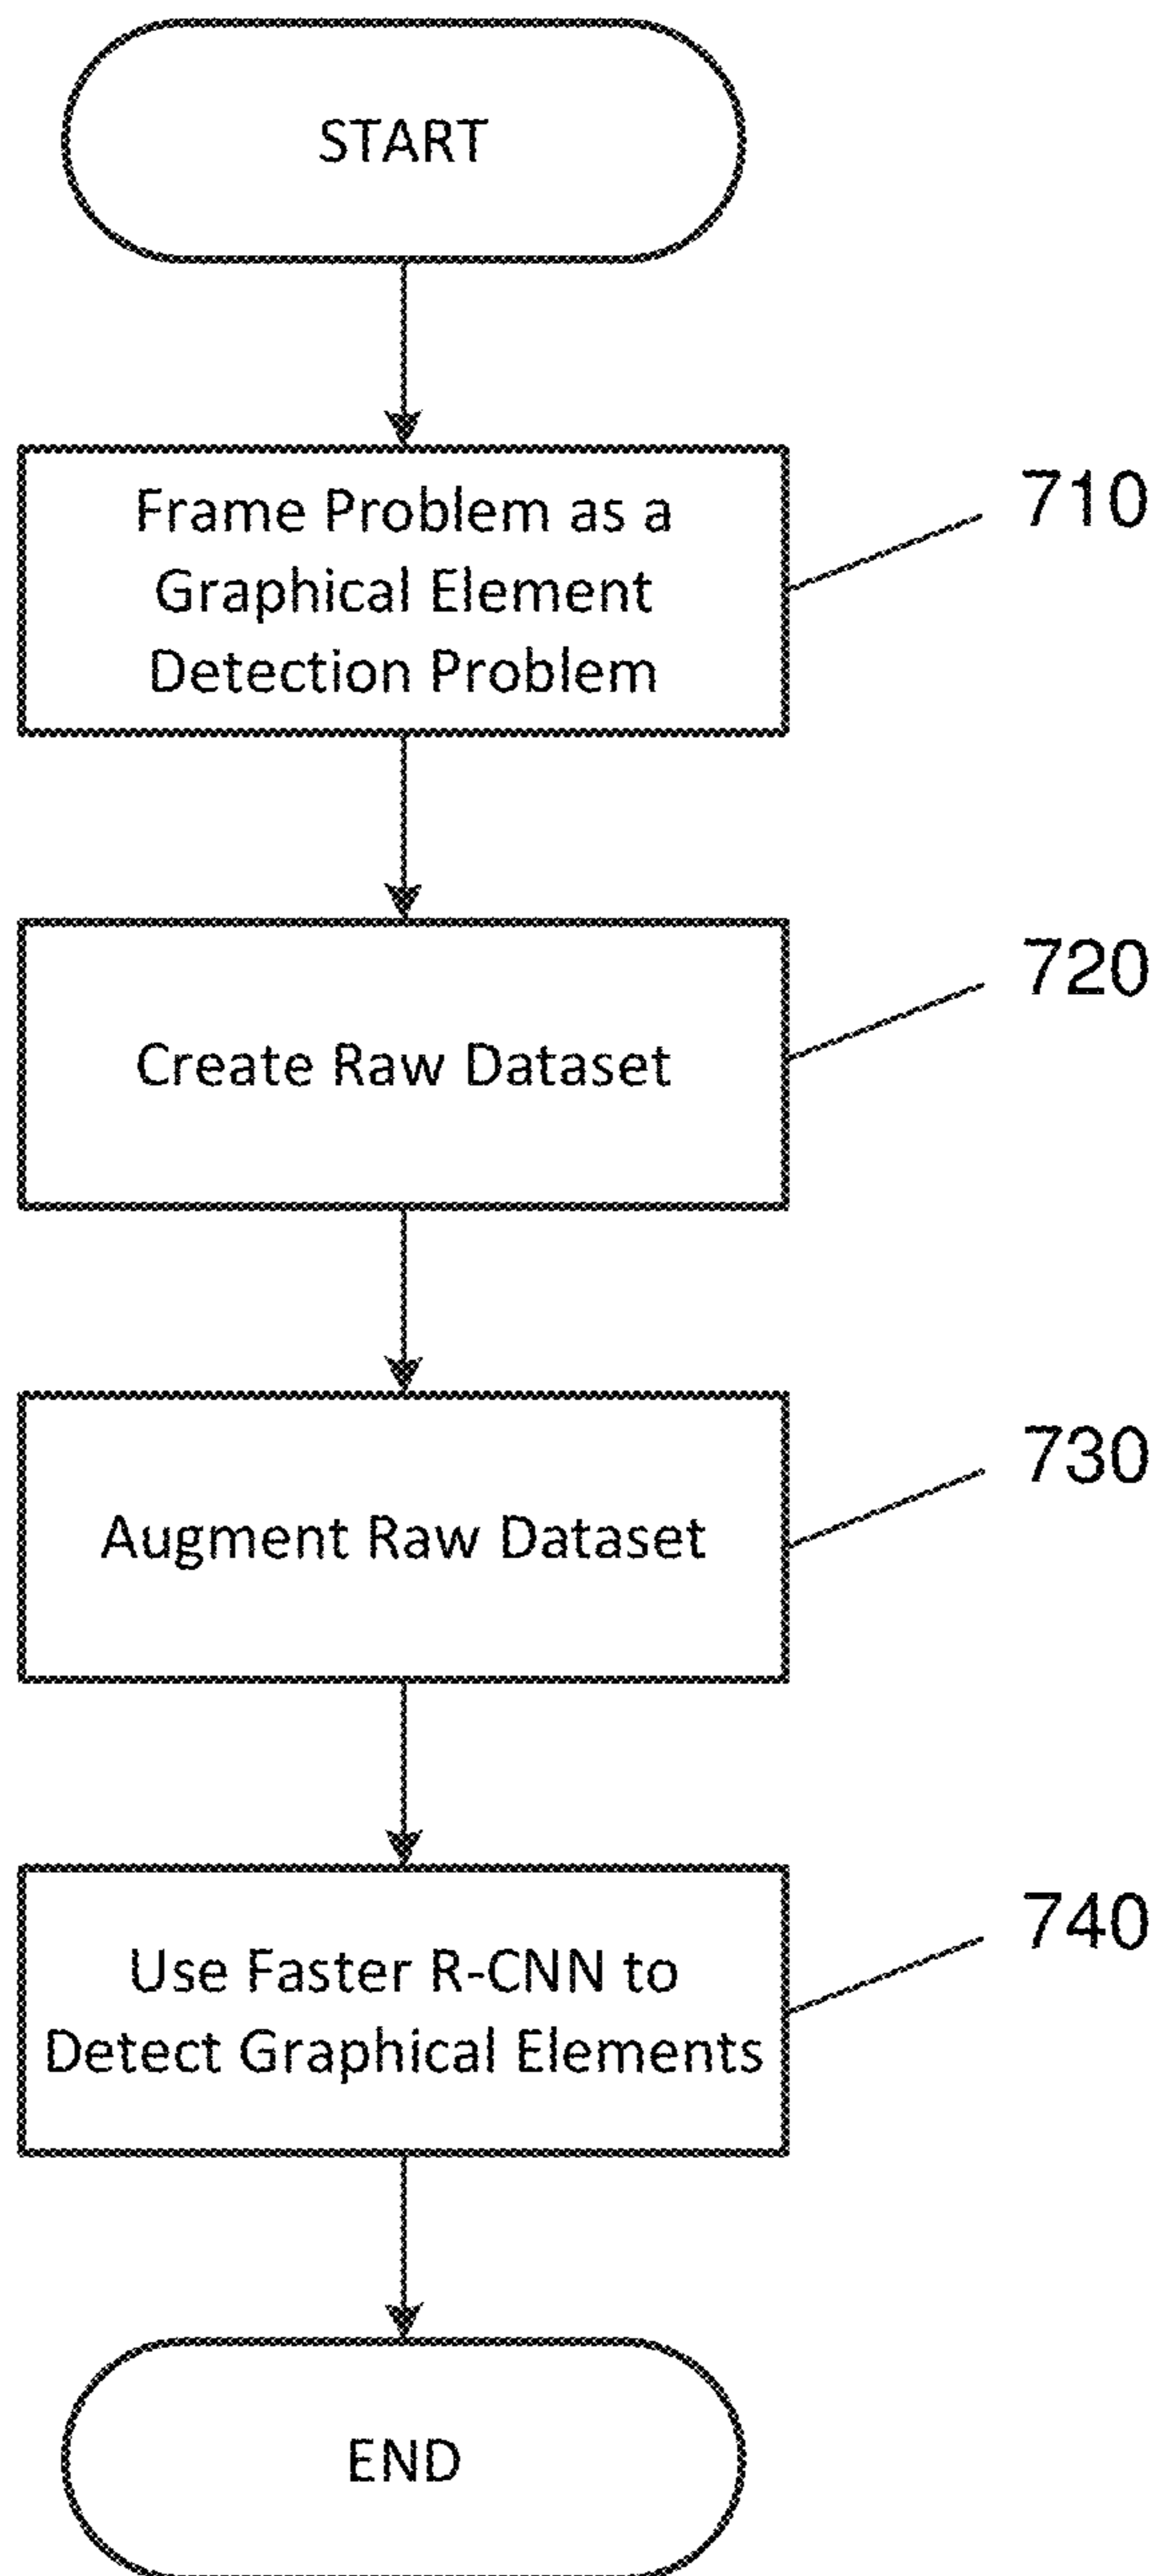 START
Frame Problem as a
Graphical Element
Detection Problem
710
Create Raw Dataset
720
Augment Raw Dataset
730
Use Faster R-CNN to
Detect Graphical Elements
740
END